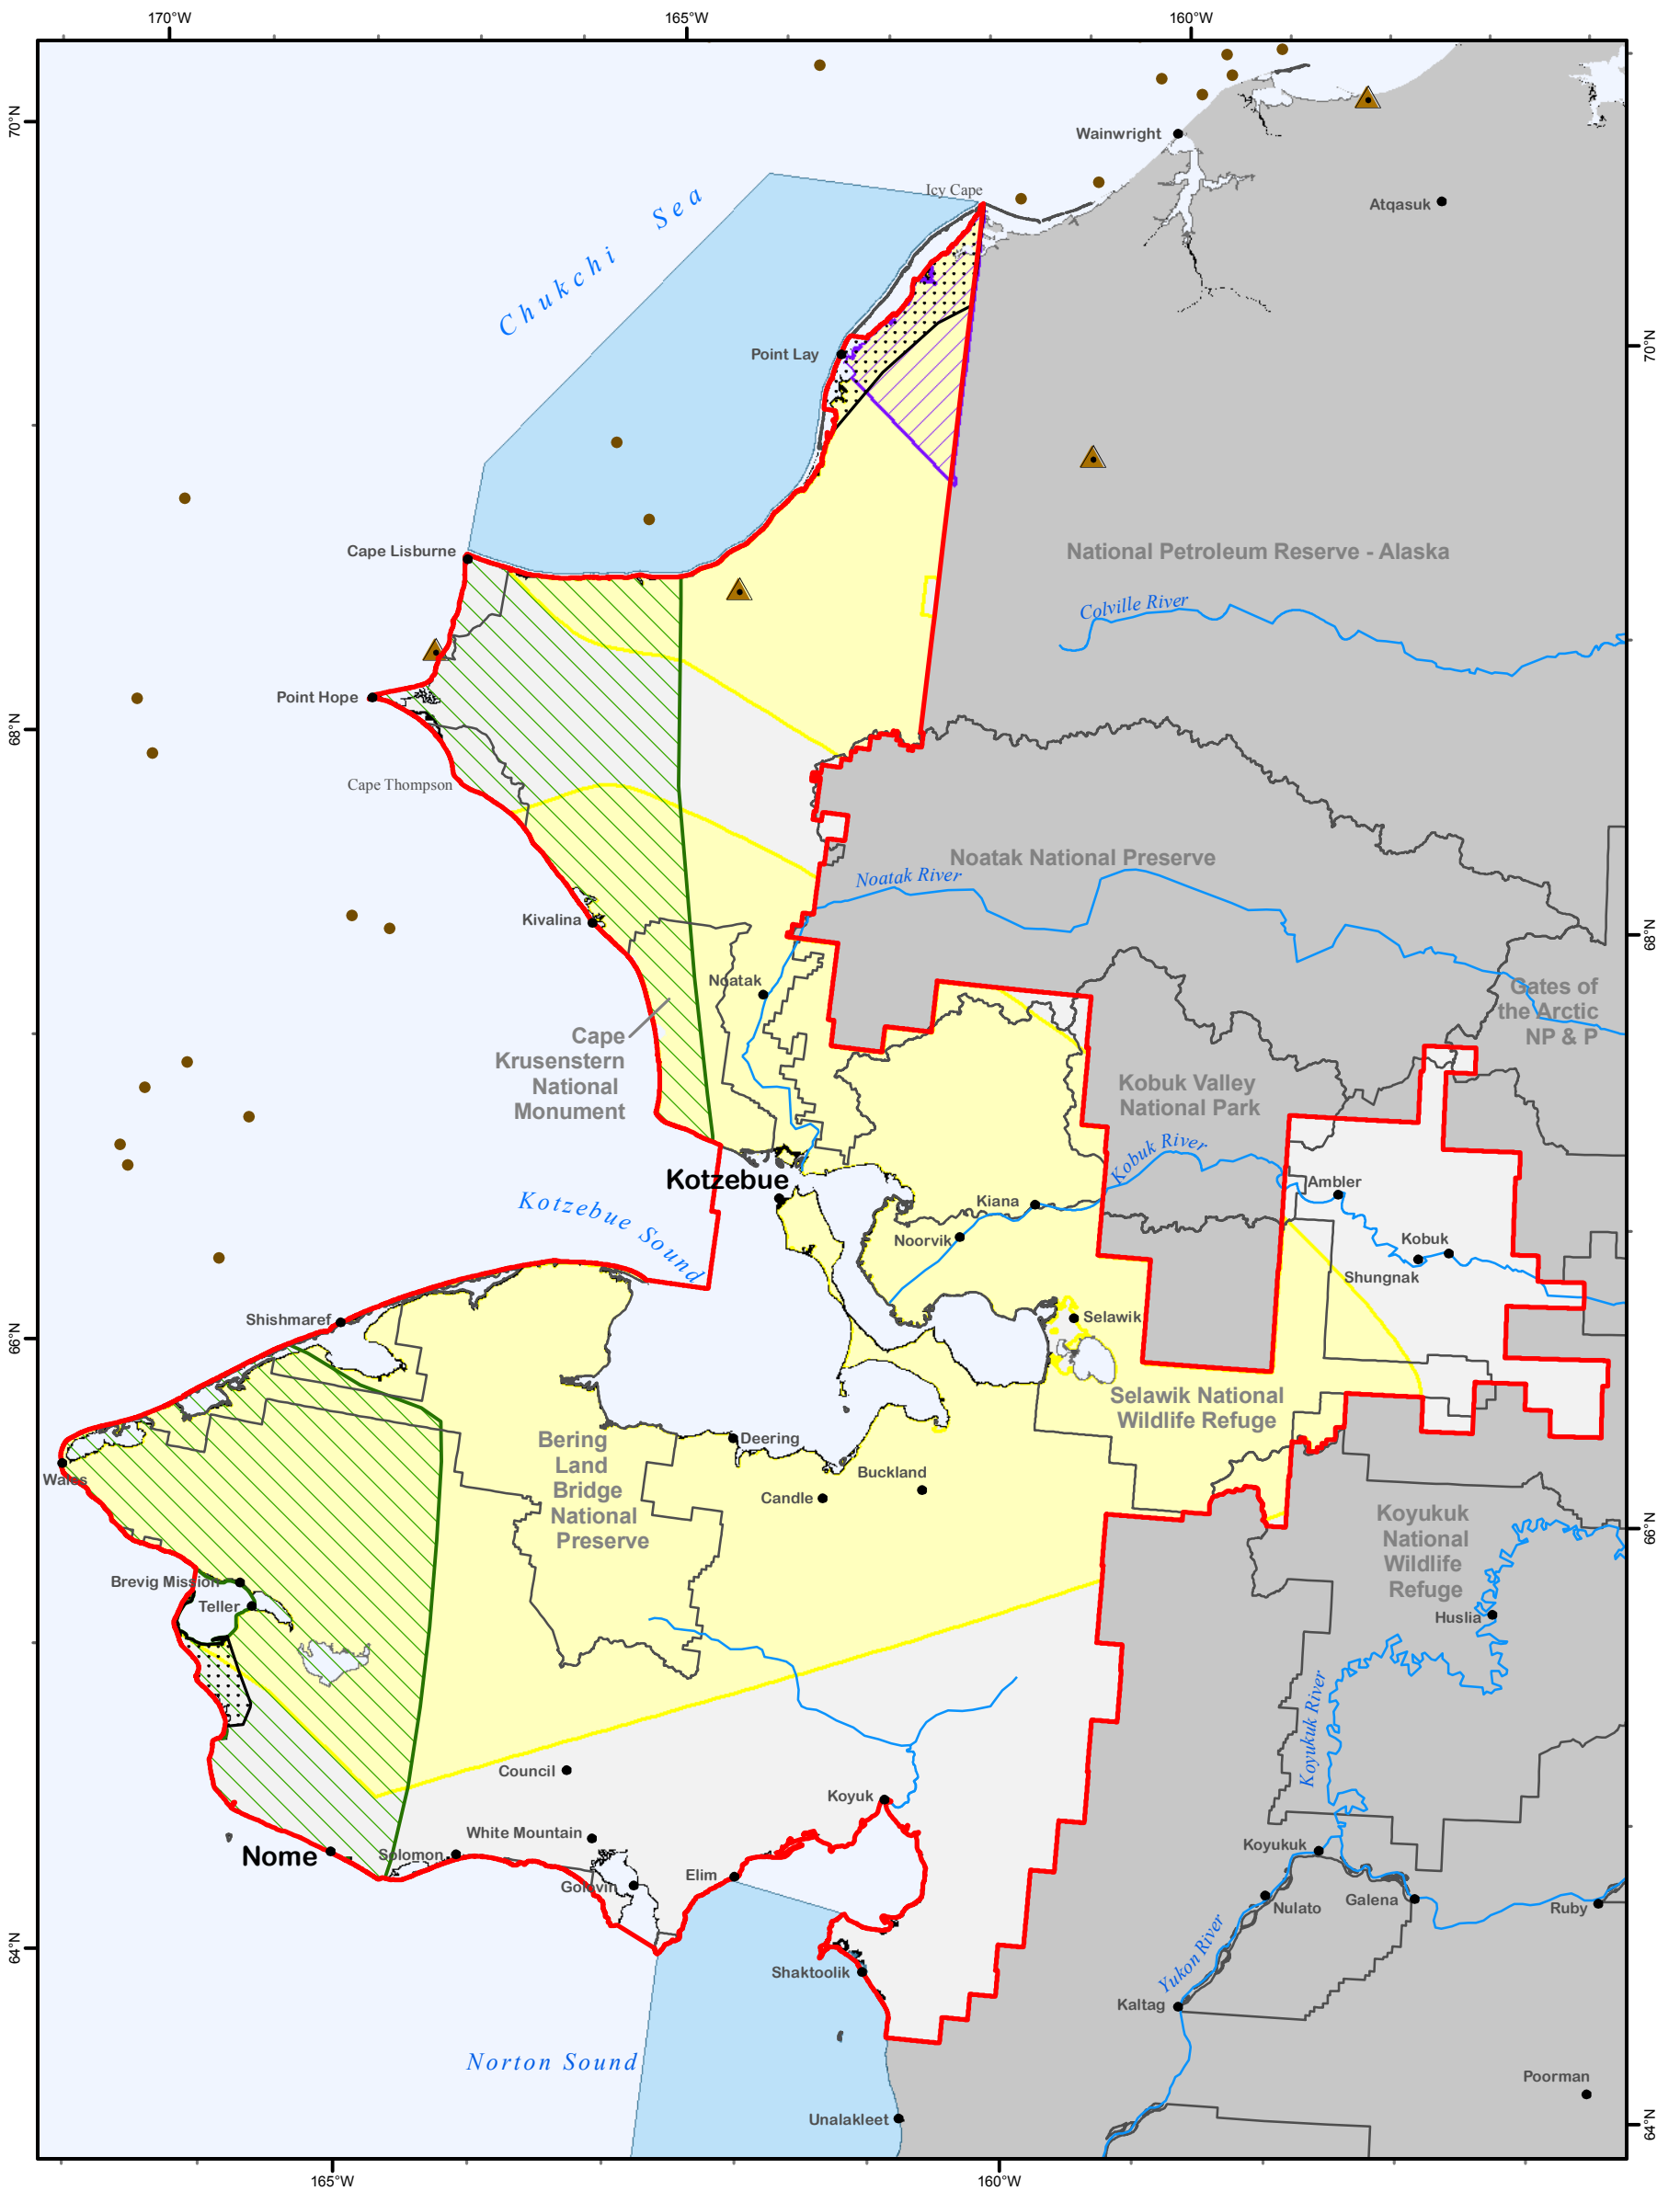 170°W 165°W 160°W
70°N
Wainwright
Icy Cape
Atqasuk
Chukchi Sea
70°N
Point Lay
Cape Lisburne
National Petroleum Reserve - Alaska
Colville River
Point Hope
68°N
Cape Thompson
Noatak National Preserve
Noatak River
Kivalina
68°N
Noatak
Gates of
the Arctic
NP & P
Cape
Krusenstern
National
Monument
Kobuk Valley
National Park
Kobuk River
Kotzebue
Ambler
Kiana
Kotzebue Sound
Noorvik
Kobuk
Shungnak
Shishmaref
Selawik
66°N
Selawik National
Wildlife Refuge
Deering
Bering
Land
Bridge
National
Preserve
Wales
Buckland
Candle
Koyukuk
National
Wildlife
Refuge
66°N
Brevig Mission
Teller
Huslia
Koyukuk River
Council
Koyuk
White Mountain
Nome
Solomon
Koyukuk
Elim
Golovin
Nulato
Galena
Ruby
64°N
Shaktoolik
Yukon River
Kaltag
Norton Sound
Poorman
Unalakleet
64°N
165°W 160°W